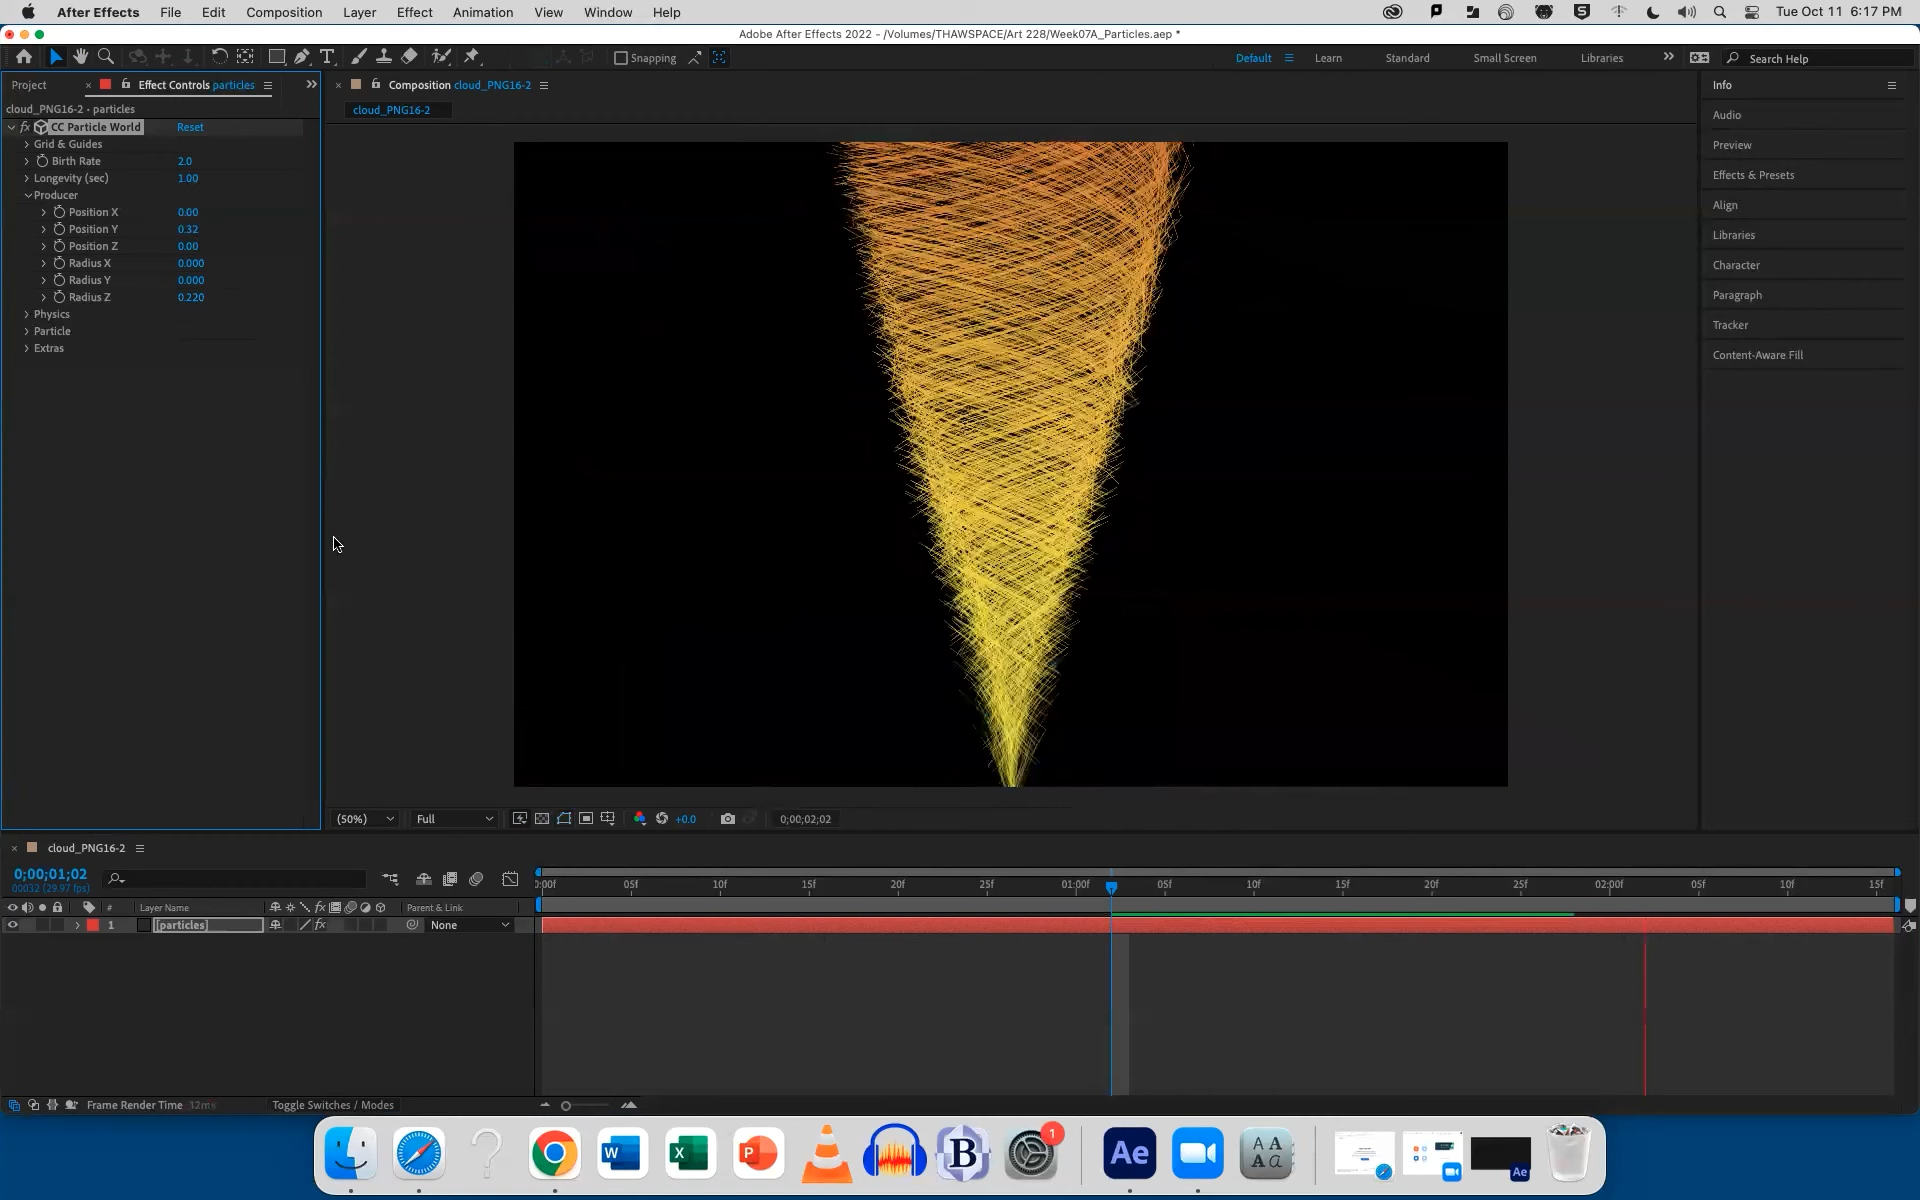 After Effects File Edit Composition Layer Effect Animation View Window Help Tue Oct 11 6:17 PM
Adobe After Effects 2022 - /Volumes/THAWSPACE/Art 228/Week07A_Particles.aep *
Snapping Default Learn Standard Small Screen Libraries Search Help
Project Effect Controls particles Composition cloud_PNG16-2 Info
cloud_PNG16-2 • particles cloud_PNG16-2
fx CC Particle World Reset Audio
Grid & Guides Preview
Birth Rate 2.0
Longevity (sec) 1.00 Effects & Presets
Producer
Position X 0.00 Align
Position Y 0.32 Libraries
Position Z 0.00
Radius X 0.000 Character
Radius Y 0.000
Radius Z 0.220 Paragraph
Physics
Particle Tracker
Extras Content-Aware Fill
(50%) Full +0.0 0;00;02;02
cloud_PNG16-2
0;00;01;02
00032 (29.97 fps)
0:00f 05f 10f 15f 20f 25f 01:00f 05f 10f 15f 20f 25f 02:00f 05f 10f 15f
# Layer Name fx Parent & Link
1 [particles] fx None
Frame Render Time 32ms Toggle Switches / Modes
1
W X P B Ae A A A a
Ae